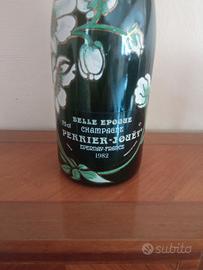 BELLE EPOQUE
CHAMPAGNE
PERRIER-JOUËT
EPERNAY-FRANCE
1982
subito